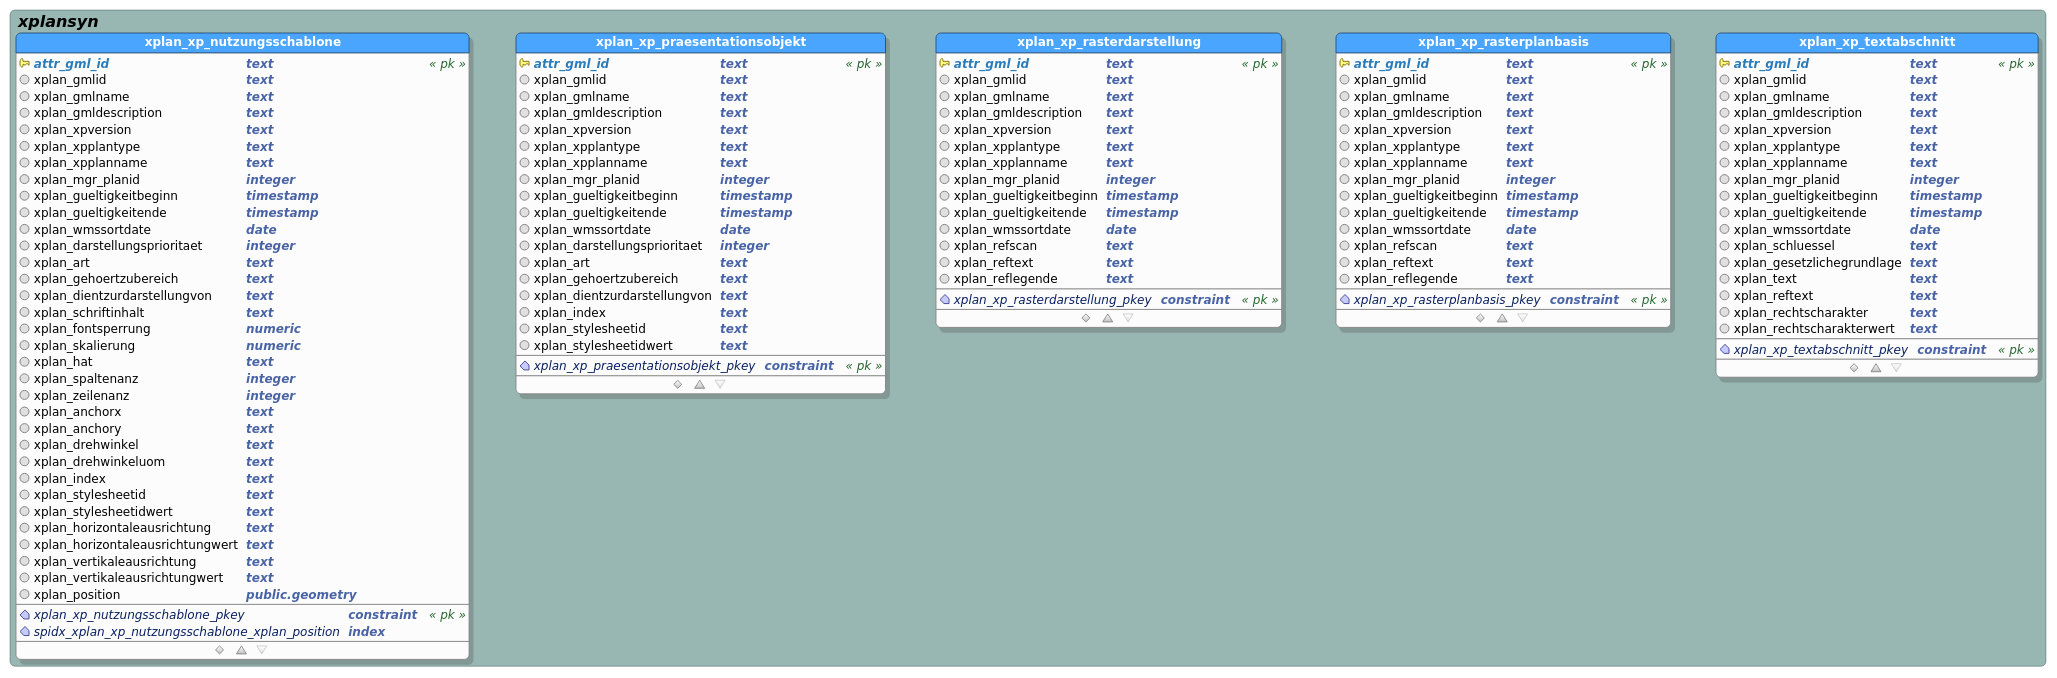 xplansyn
xplan_xp_nutzungsschablone
attr_gml_id text « pk »
xplan_gmlid text
xplan_gmlname text
xplan_gmldescription text
xplan_xpversion text
xplan_xpplantype text
xplan_xpplanname text
xplan_mgr_planid integer
xplan_gueltigkeitbeginn timestamp
xplan_gueltigkeitende timestamp
xplan_wmssortdate date
xplan_darstellungsprioritaet integer
xplan_art text
xplan_gehoertzubereich text
xplan_dientzurdarstellungvon text
xplan_schriftinhalt text
xplan_fontsperrung numeric
xplan_skalierung numeric
xplan_hat text
xplan_spaltenanz integer
xplan_zeilenanz integer
xplan_anchorx text
xplan_anchory text
xplan_drehwinkel text
xplan_drehwinkeluom text
xplan_index text
xplan_stylesheetid text
xplan_stylesheetidwert text
xplan_horizontaleausrichtung text
xplan_horizontaleausrichtungwert text
xplan_vertikaleausrichtung text
xplan_vertikaleausrichtungwert text
xplan_position public.geometry
xplan_xp_nutzungsschablone_pkey constraint « pk »
spidx_xplan_xp_nutzungsschablone_xplan_position index
xplan_xp_praesentationsobjekt
attr_gml_id text « pk »
xplan_gmlid text
xplan_gmlname text
xplan_gmldescription text
xplan_xpversion text
xplan_xpplantype text
xplan_xpplanname text
xplan_mgr_planid integer
xplan_gueltigkeitbeginn timestamp
xplan_gueltigkeitende timestamp
xplan_wmssortdate date
xplan_darstellungsprioritaet integer
xplan_art text
xplan_gehoertzubereich text
xplan_dientzurdarstellungvon text
xplan_index text
xplan_stylesheetid text
xplan_stylesheetidwert text
xplan_xp_praesentationsobjekt_pkey constraint « pk »
xplan_xp_rasterdarstellung
attr_gml_id text « pk »
xplan_gmlid text
xplan_gmlname text
xplan_gmldescription text
xplan_xpversion text
xplan_xpplantype text
xplan_xpplanname text
xplan_mgr_planid integer
xplan_gueltigkeitbeginn timestamp
xplan_gueltigkeitende timestamp
xplan_wmssortdate date
xplan_refscan text
xplan_reftext text
xplan_reflegende text
xplan_xp_rasterdarstellung_pkey constraint « pk »
xplan_xp_rasterplanbasis
attr_gml_id text « pk »
xplan_gmlid text
xplan_gmlname text
xplan_gmldescription text
xplan_xpversion text
xplan_xpplantype text
xplan_xpplanname text
xplan_mgr_planid integer
xplan_gueltigkeitbeginn timestamp
xplan_gueltigkeitende timestamp
xplan_wmssortdate date
xplan_refscan text
xplan_reftext text
xplan_reflegende text
xplan_xp_rasterplanbasis_pkey constraint « pk »
xplan_xp_textabschnitt
attr_gml_id text « pk »
xplan_gmlid text
xplan_gmlname text
xplan_gmldescription text
xplan_xpversion text
xplan_xpplantype text
xplan_xpplanname text
xplan_mgr_planid integer
xplan_gueltigkeitbeginn timestamp
xplan_gueltigkeitende timestamp
xplan_wmssortdate date
xplan_schluessel text
xplan_gesetzlichegrundlage text
xplan_text text
xplan_reftext text
xplan_rechtscharakter text
xplan_rechtscharakterwert text
xplan_xp_textabschnitt_pkey constraint « pk »